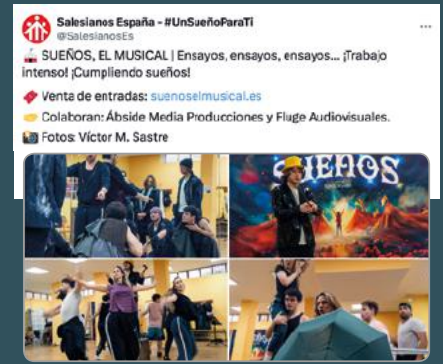 Salesianos España - #UnSueñoParaTi
@SalesianosEs
SUEÑOS, EL MUSICAL | Ensayos, ensayos, ensayos... ¡Trabajo
intenso! ¡Cumpliendo sueños!
Venta de entradas: suenoselmusical.es
Colaboran: Ábside Media Producciones y Fluge Audiovisuales.
Fotos: Víctor M. Sastre
SUEÑOS